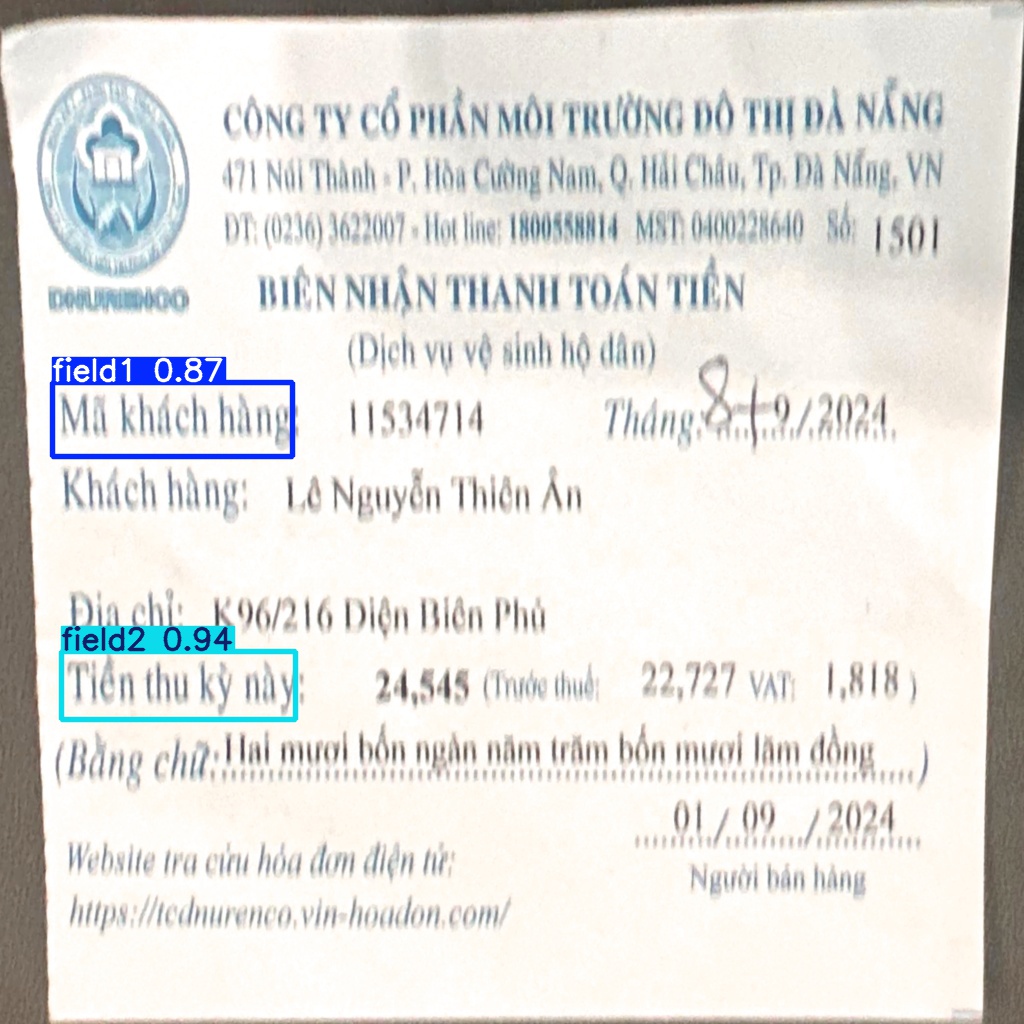 CÔNG TY CỔ PHẦN MÔI TRƯỜNG ĐÔ THỊ ĐÀ NẴNG
471 Núi Thành - P. Hòa Cường Nam, Q. Hải Châu, Tp. Đà Nẵng, VN
ĐT: (0236) 3622007 - Hot line: 1800558814 MST: 0400228640 Số: 1501
DNURENCO
BIÊN NHẬN THANH TOÁN TIỀN
(Dịch vụ vệ sinh hộ dân)
field1 0.87
Mã khách hàng: 11534714 Tháng: 8+9/2024
Khách hàng: Lê Nguyễn Thiên Ân
Địa chỉ: K96/216 Điện Biên Phủ
field2 0.94
Tiền thu kỳ này: 24,545 (Trước thuế: 22,727 VAT: 1,818 )
(Bằng chữ: Hai mươi bốn ngàn năm trăm bốn mươi lăm đồng )
01 / 09 / 2024
Người bán hàng
Website tra cứu hóa đơn điện tử:
https://tcdnurenco.vin-hoadon.com/